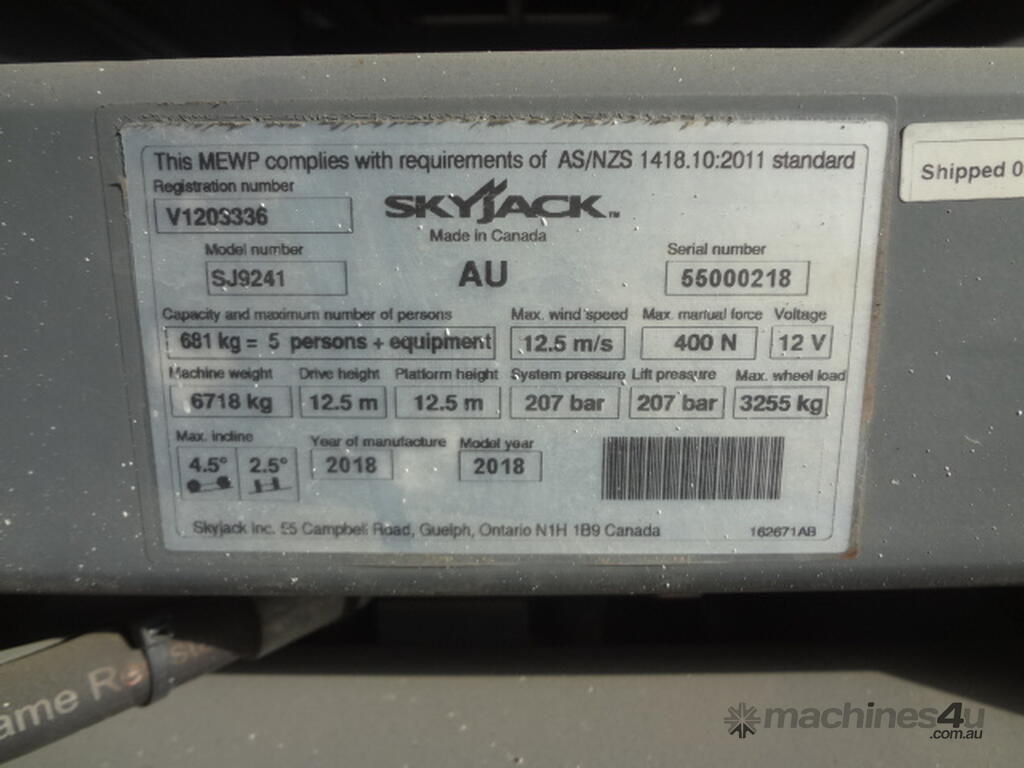 This MEWP complies with requirements of AS/NZS 1418.10:2011 standard
Registration number
V120S336
SKYJACK™
Made in Canada
Model number
Serial number
SJ9241
AU
55000218
Capacity and maximum number of persons
Max. wind speed
Max. manual force
Voltage
681 kg = 5 persons + equipment
12.5 m/s
400 N
12 V
Machine weight
Drive height
Platform height
System pressure
Lift pressure
Max. wheel load
6718 kg
12.5 m
12.5 m
207 bar
207 bar
3255 kg
Max. incline
Year of manufacture
Model year
4.5°
2.5°
2018
2018
Skyjack Inc. 55 Campbell Road, Guelph, Ontario N1H 1B9 Canada
162671AB
Shipped 0
ame Re
machines4u
.com.au